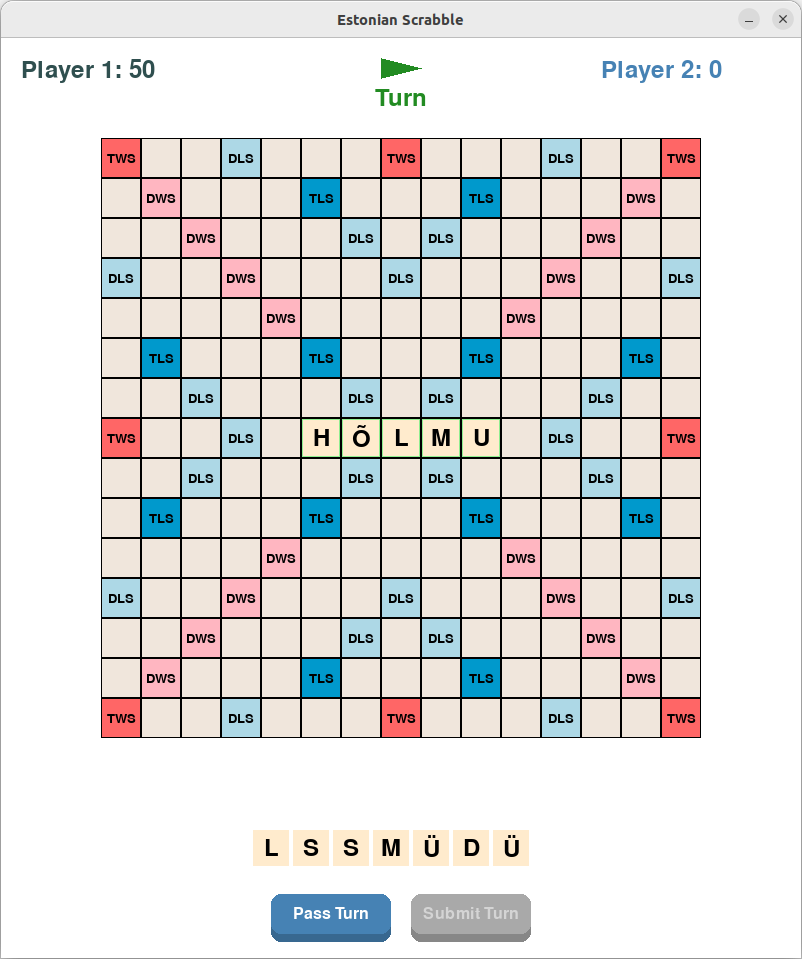 Estonian Scrabble
Player 1: 50
Turn
Player 2: 0
TWS DLS TWS DLS TWS
DWS TLS TLS DWS
DWS DLS DLS DWS
DLS DWS DLS DWS DLS
DWS DWS
TLS TLS TLS TLS
DLS DLS DLS DLS
TWS DLS H Õ L M U DLS TWS
DLS DLS DLS DLS
TLS TLS TLS TLS
DWS DWS
DLS DWS DLS DWS DLS
DWS DLS DLS DWS
DWS TLS TLS DWS
TWS DLS TWS DLS TWS
L S S M Ü D Ü
Pass Turn Submit Turn